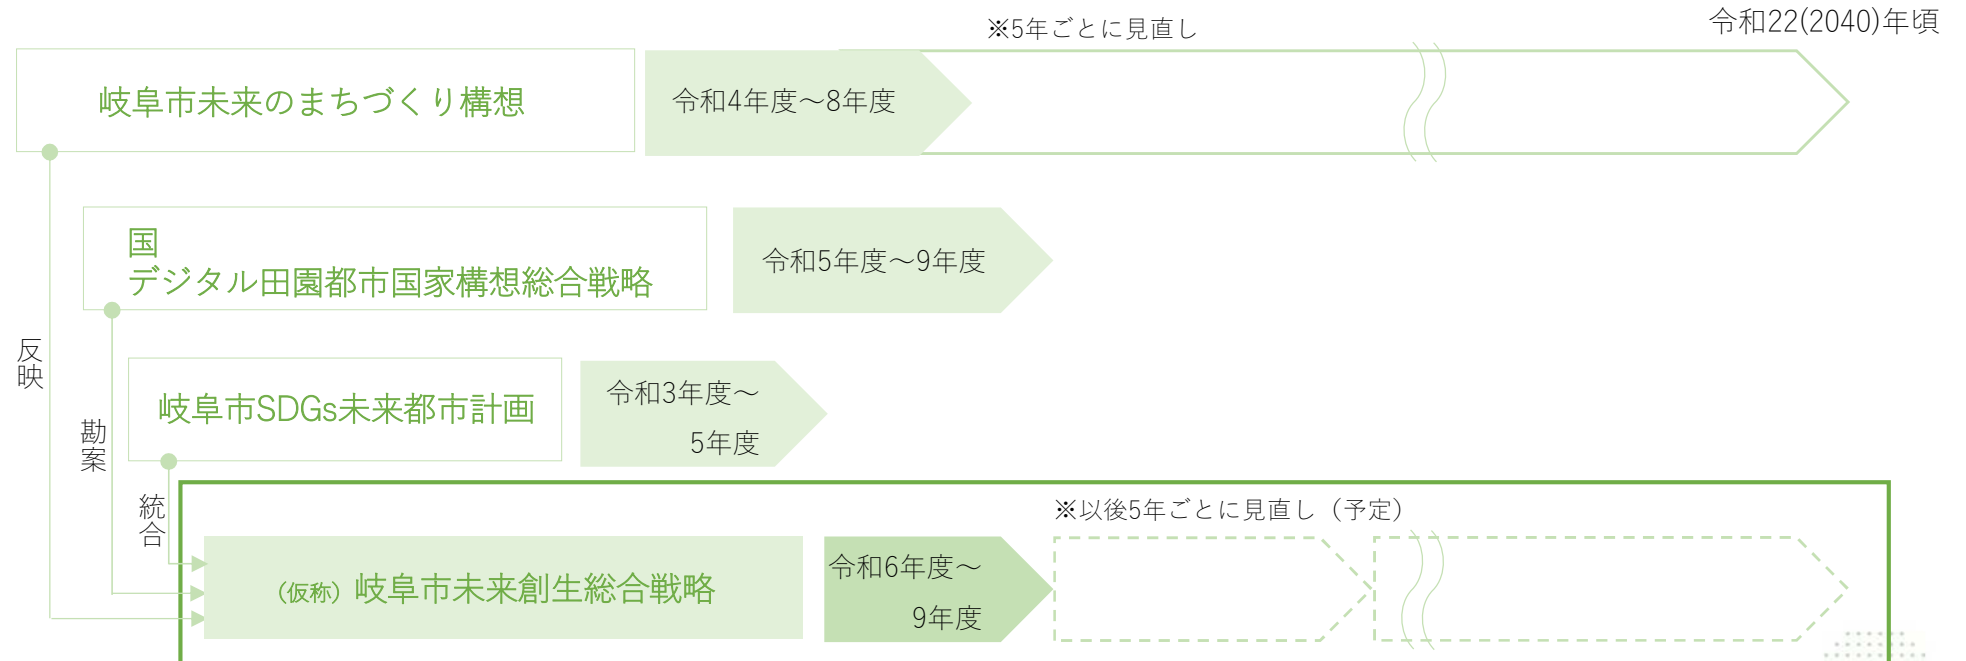 ※5年ごとに見直し
令和22(2040)年頃
岐阜市未来のまちづくり構想
令和4年度～8年度
国
デジタル田園都市国家構想総合戦略
令和5年度～9年度
反映
岐阜市SDGs未来都市計画
令和3年度～
5年度
勘案
統合
※以後5年ごとに見直し（予定）
（仮称）岐阜市未来創生総合戦略
令和6年度～
9年度